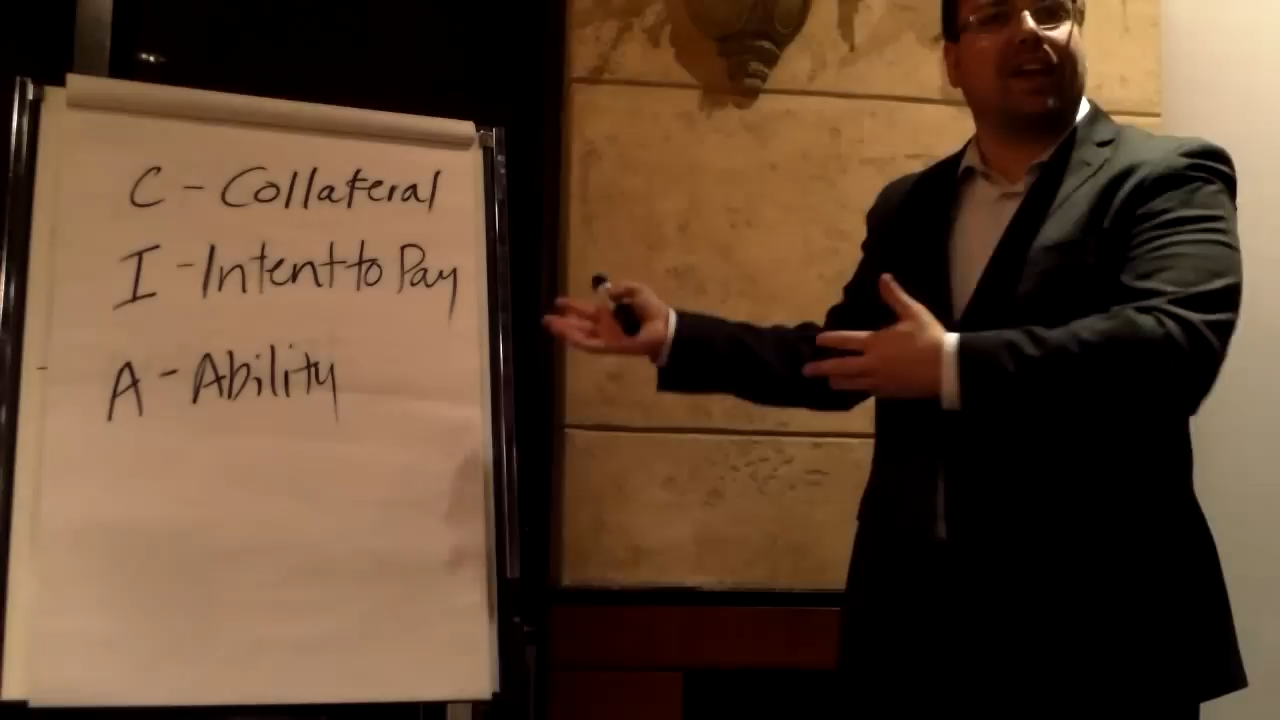 C - Collateral
I - Intent to Pay
A - Ability